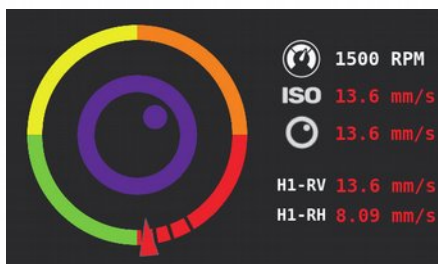 1500 RPM
ISO 13.6 mm/s
13.6 mm/s
H1-RV 13.6 mm/s
H1-RH 8.09 mm/s